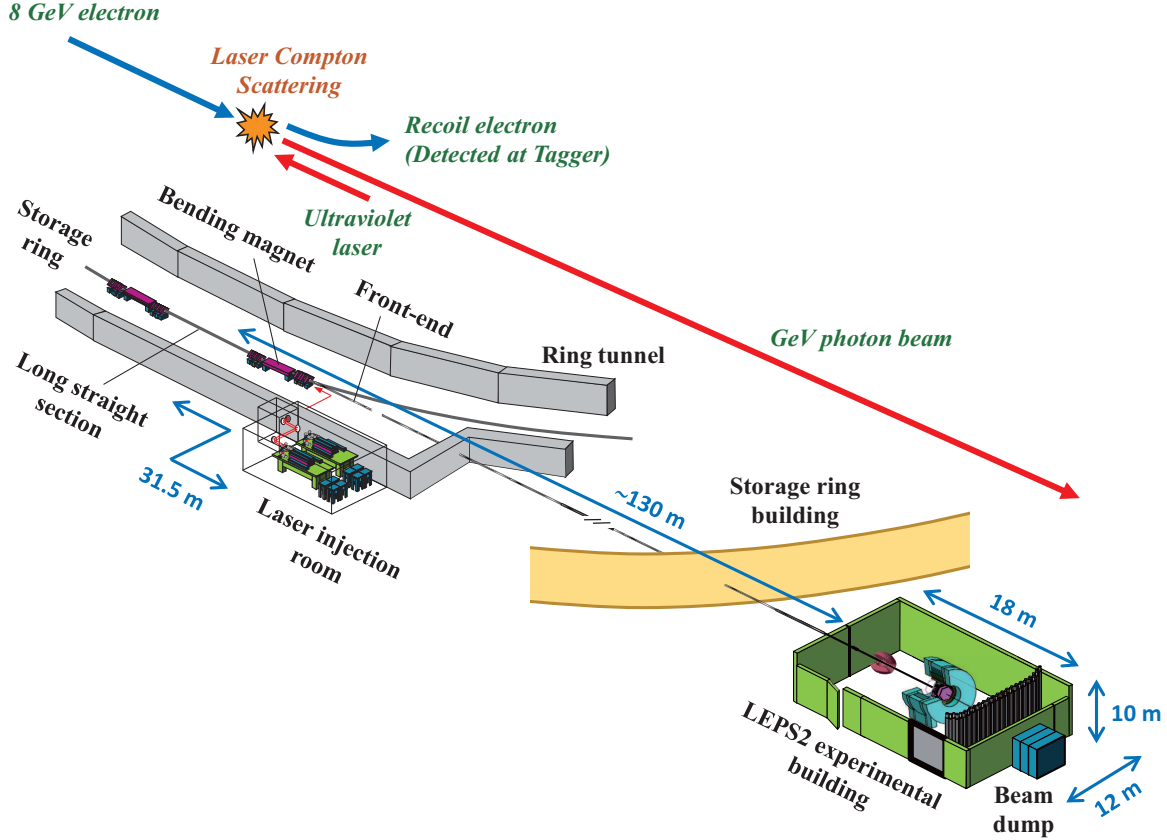 8 GeV electron
Laser Compton
Scattering
Recoil electron
(Detected at Tagger)
Ultraviolet
laser
Bending magnet
Storage
ring
Front-end
Ring tunnel
GeV photon beam
Long straight
section
31.5 m
Laser injection
room
~130 m
Storage ring
building
18 m
10 m
12 m
LEPS2 experimental
building
Beam
dump